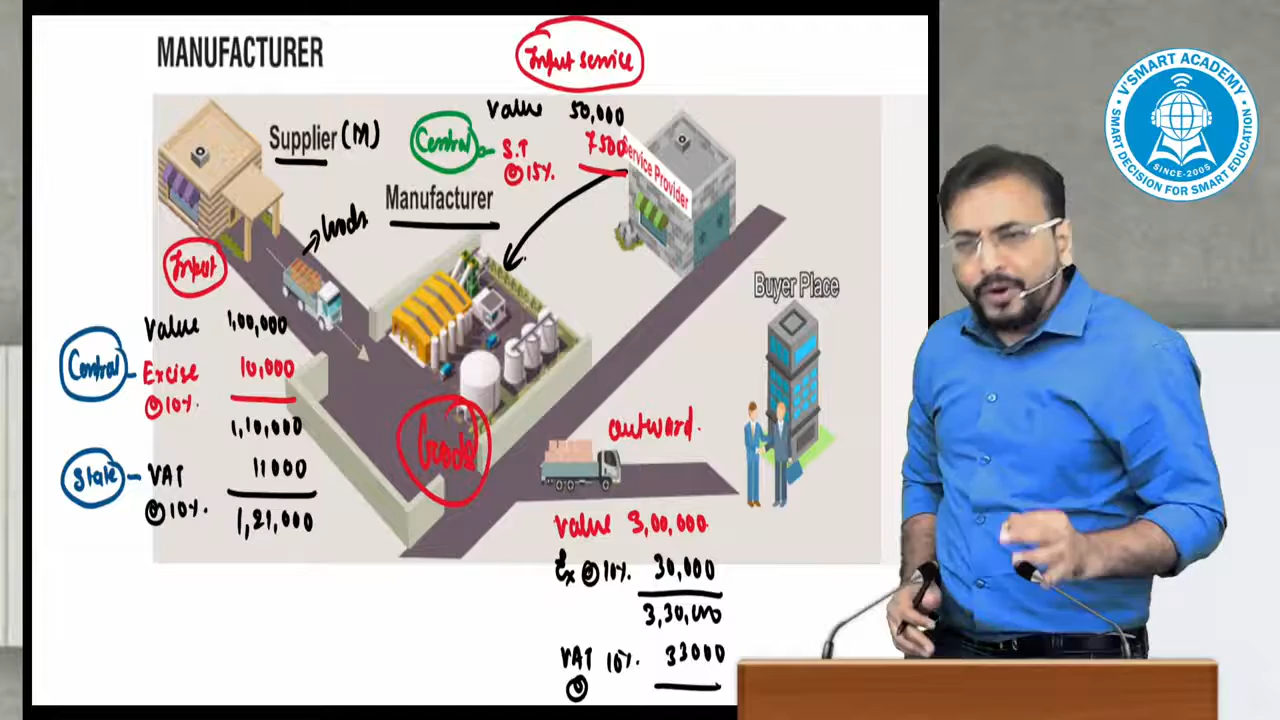 MANUFACTURER
Input service
Value 50,000
Central
S.T 7500
@ 15%.
Supplier (M)
Service Provider
Manufacturer
Goods
Input
Value 1,00,000
Central
Excise 10,000
@ 10%.
1,10,000
State
VAT 11000
@ 10%.
1,21,000
Buyer Place
Goods
outward.
Value 3,00,000
Ex @ 10%. 30,000
3,30,000
VAT 10%. 33000
@
V'SMART ACADEMY
SINCE-2005
SMART DECISION FOR SMART EDUCATION